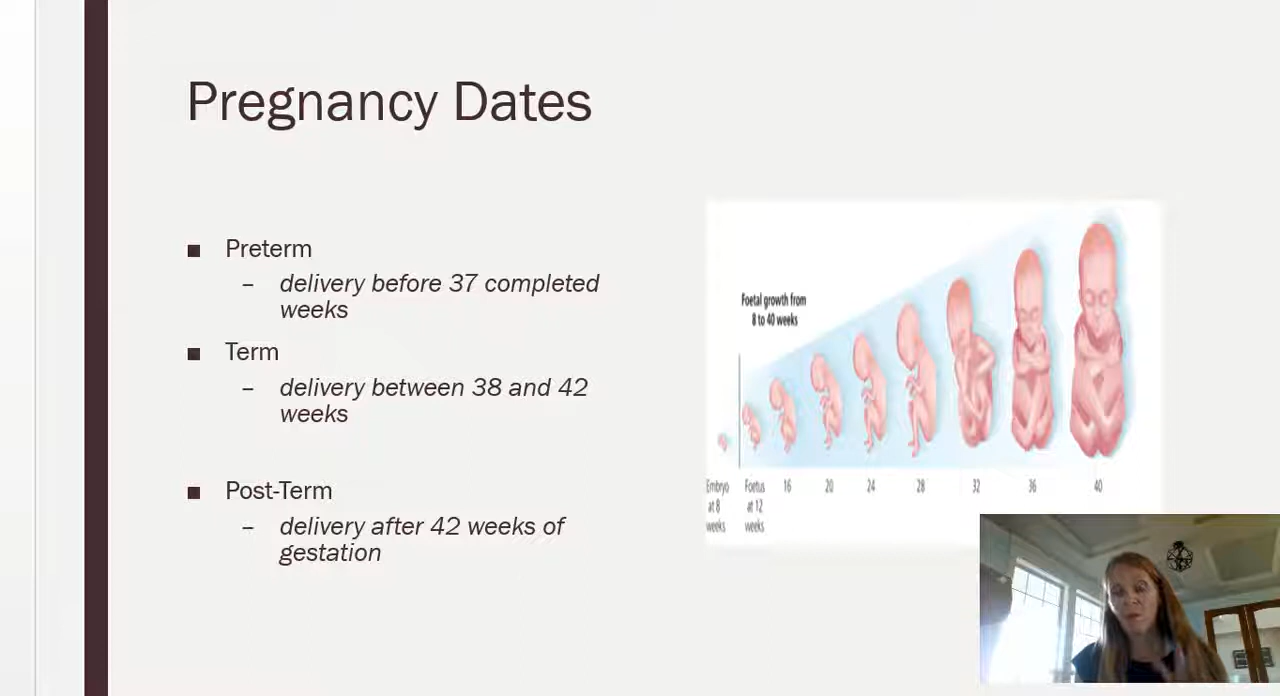 Pregnancy Dates
■ Preterm
– delivery before 37 completed
weeks
■ Term
– delivery between 38 and 42
weeks
■ Post-Term
– delivery after 42 weeks of
gestation
Foetal growth from
8 to 40 weeks
Embryo
at 8
weeks
Foetus
at 12
weeks
16
20
24
28
32
36
40